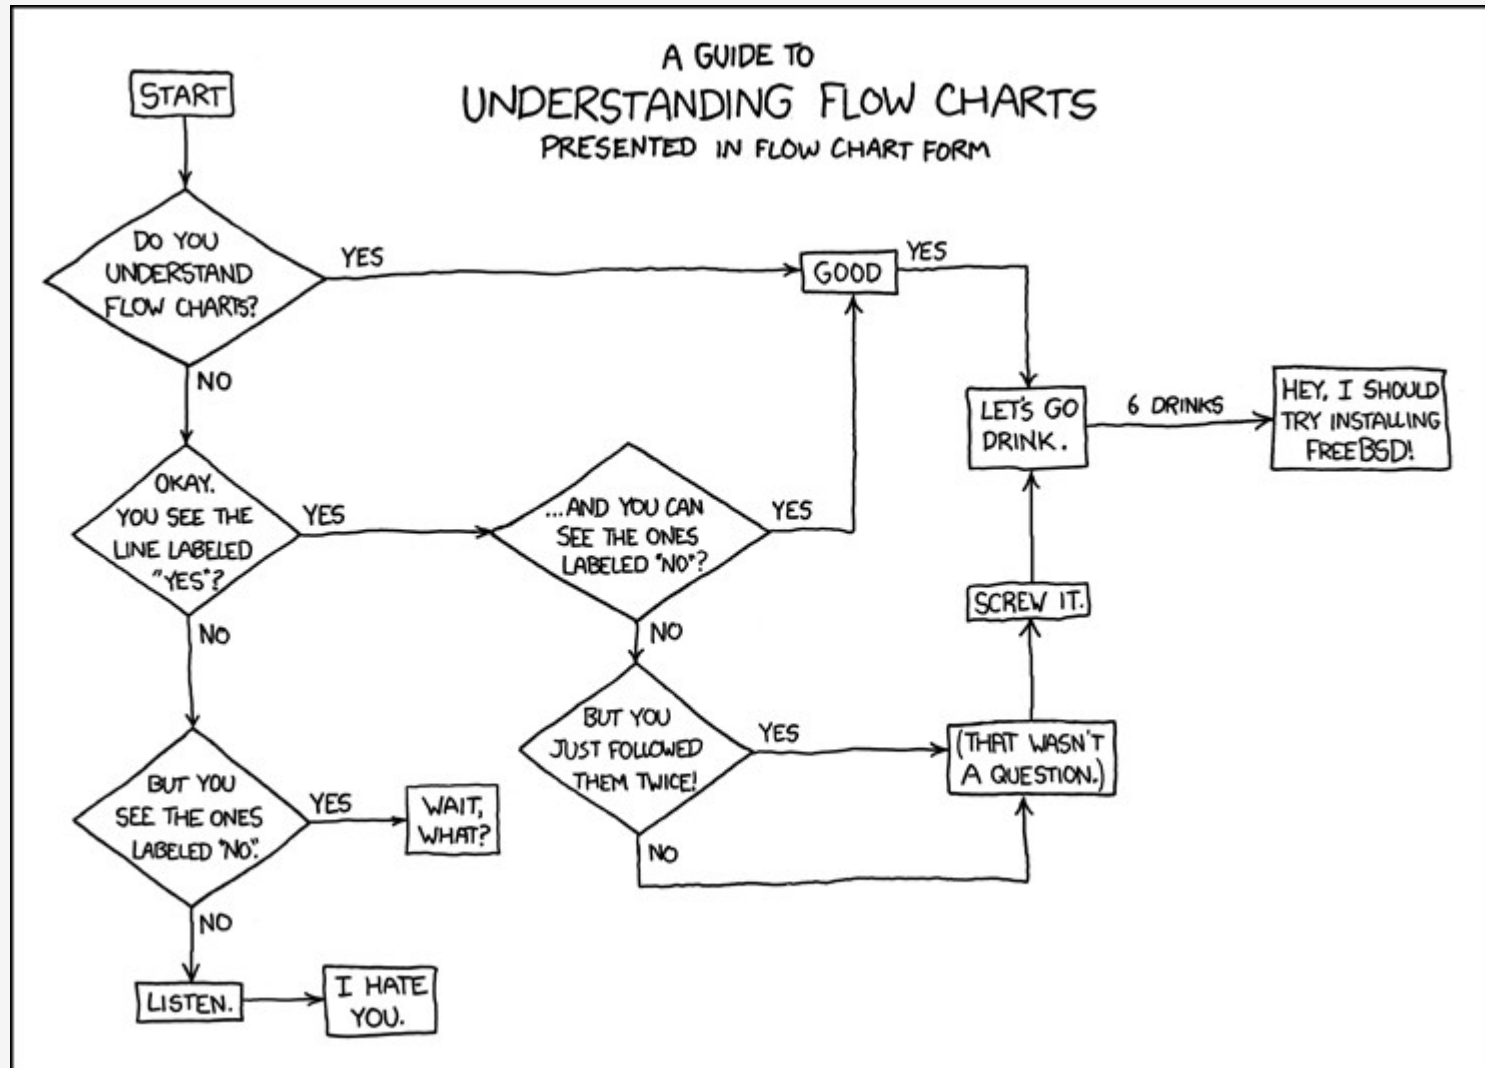 A GUIDE TO
UNDERSTANDING FLOW CHARTS
PRESENTED IN FLOW CHART FORM
START
DO YOU
UNDERSTAND
FLOW CHARTS?
YES
GOOD
YES
NO
LET'S GO
DRINK.
6 DRINKS
HEY, I SHOULD
TRY INSTALLING
FREEBSD!
OKAY.
YOU SEE THE
LINE LABELED
"YES"?
YES
...AND YOU CAN
SEE THE ONES
LABELED "NO"?
YES
NO
NO
SCREW IT.
BUT YOU
JUST FOLLOWED
THEM TWICE!
YES
(THAT WASN'T
A QUESTION.)
NO
BUT YOU
SEE THE ONES
LABELED "NO".
YES
WAIT,
WHAT?
NO
LISTEN.
I HATE
YOU.